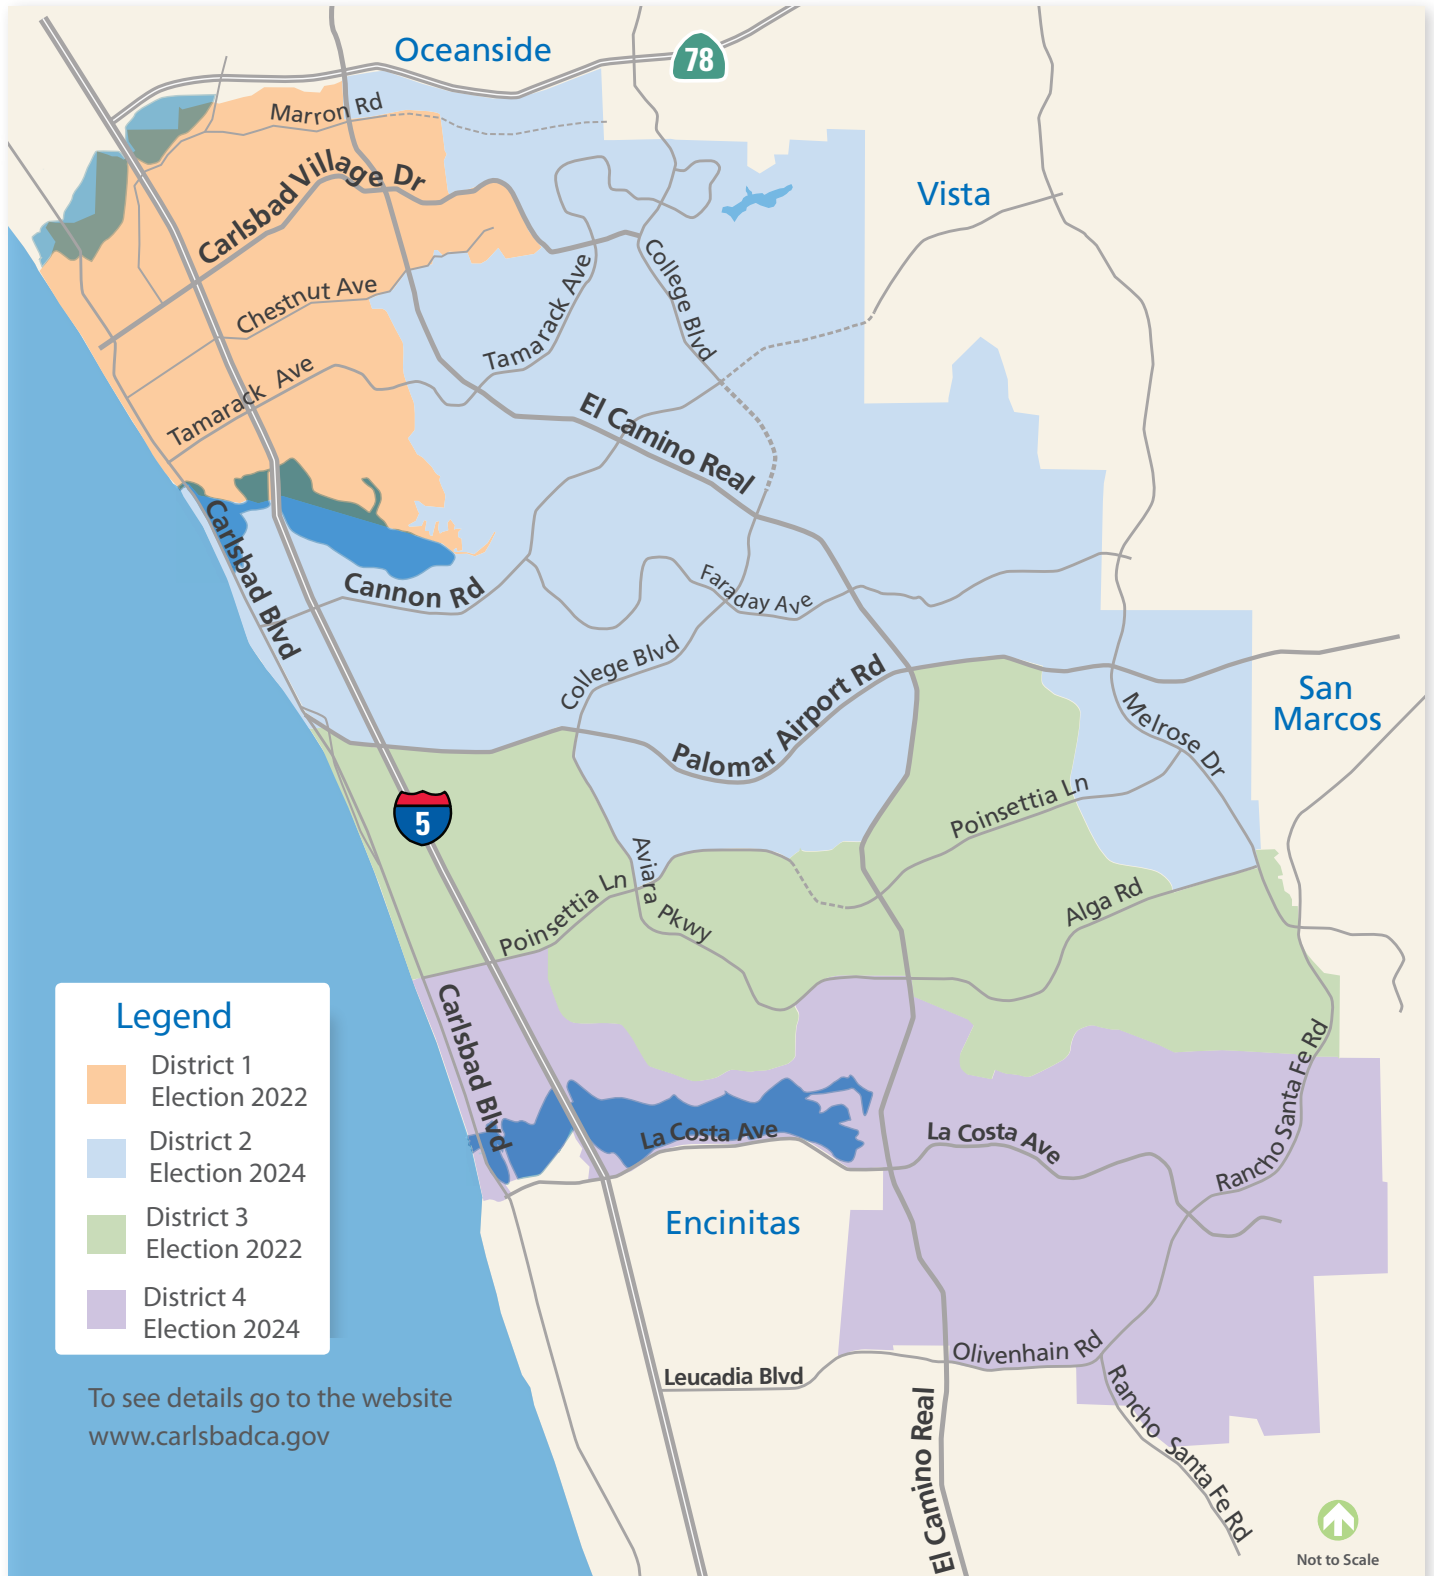 Oceanside
78
Marron Rd
Carlsbad Village Dr
Vista
Chestnut Ave
Tamarack Ave
College Blvd
Tamarack Ave
El Camino Real
Carlsbad Blvd
Cannon Rd
Faraday Ave
College Blvd
Palomar Airport Rd
San
Marcos
Melrose Dr
5
Poinsettia Ln
Aviara Pkwy
Poinsettia Ln
Alga Rd
Carlsbad Blvd
Legend
District 1
Election 2022
District 2
Election 2024
District 3
Election 2022
District 4
Election 2024
La Costa Ave
La Costa Ave
Rancho Santa Fe Rd
Encinitas
Olivenhain Rd
Leucadia Blvd
Rancho Santa Fe Rd
El Camino Real
To see details go to the website
www.carlsbadca.gov
Not to Scale